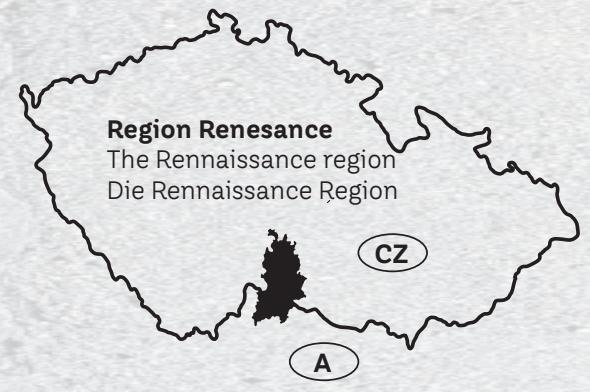 Region Renesance
The Rennaissance region
Die Rennaissance Region
CZ
A